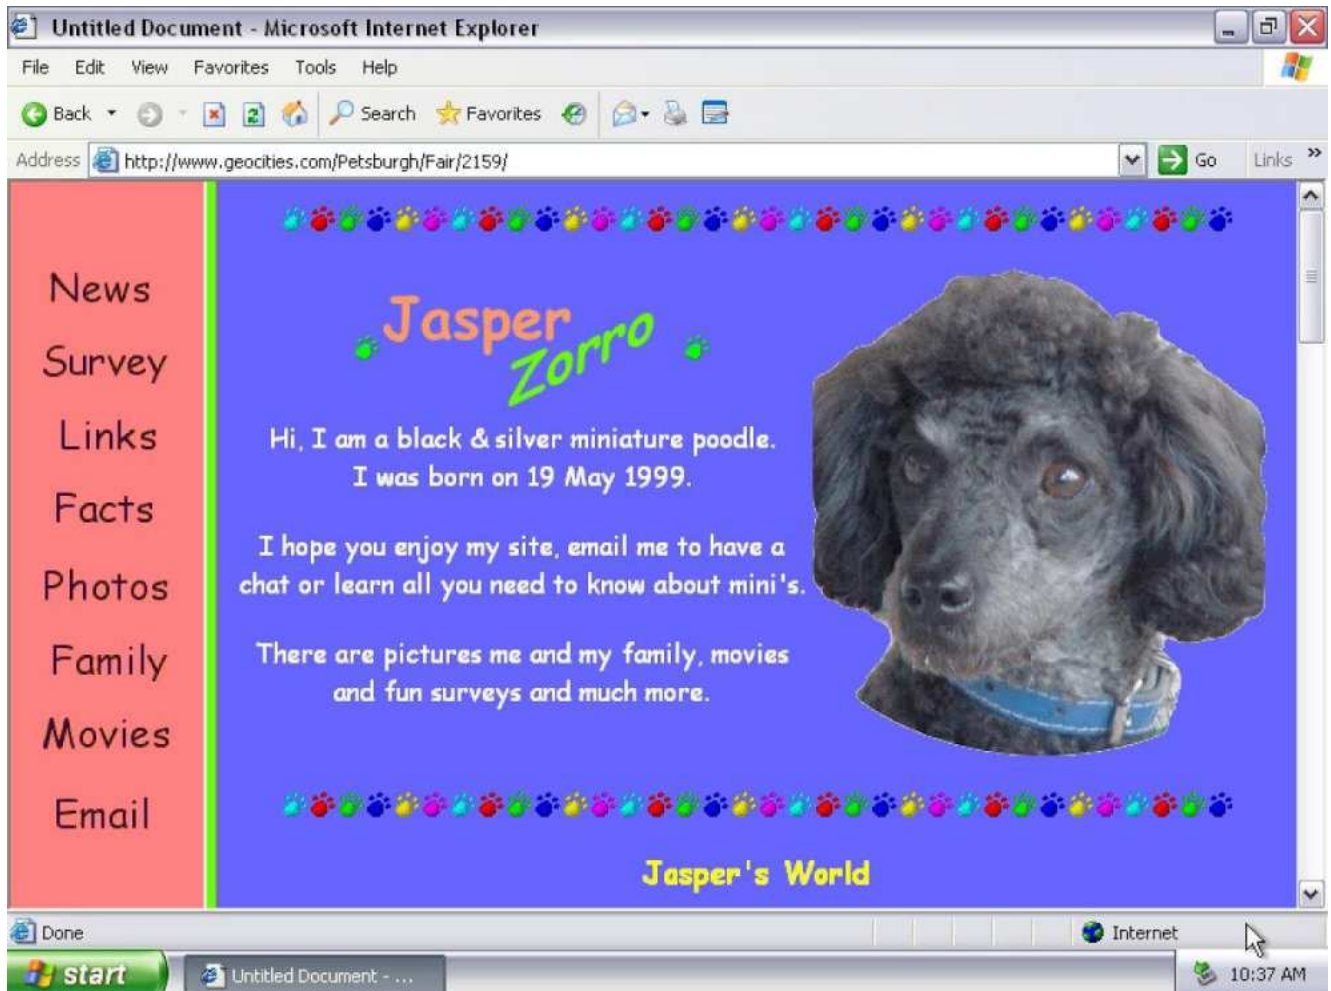 Untitled Document - Microsoft Internet Explorer
File Edit View Favorites Tools Help
Back Search Favorites
Address http://www.geocities.com/Petsburgh/Fair/2159/ Go Links »
News
Survey
Links
Facts
Photos
Family
Movies
Email
Jasper
Zorro
Hi, I am a black & silver miniature poodle.
I was born on 19 May 1999.
I hope you enjoy my site, email me to have a
chat or learn all you need to know about mini's.
There are pictures me and my family, movies
and fun surveys and much more.
Jasper's World
Done Internet
start Untitled Document - ... 10:37 AM